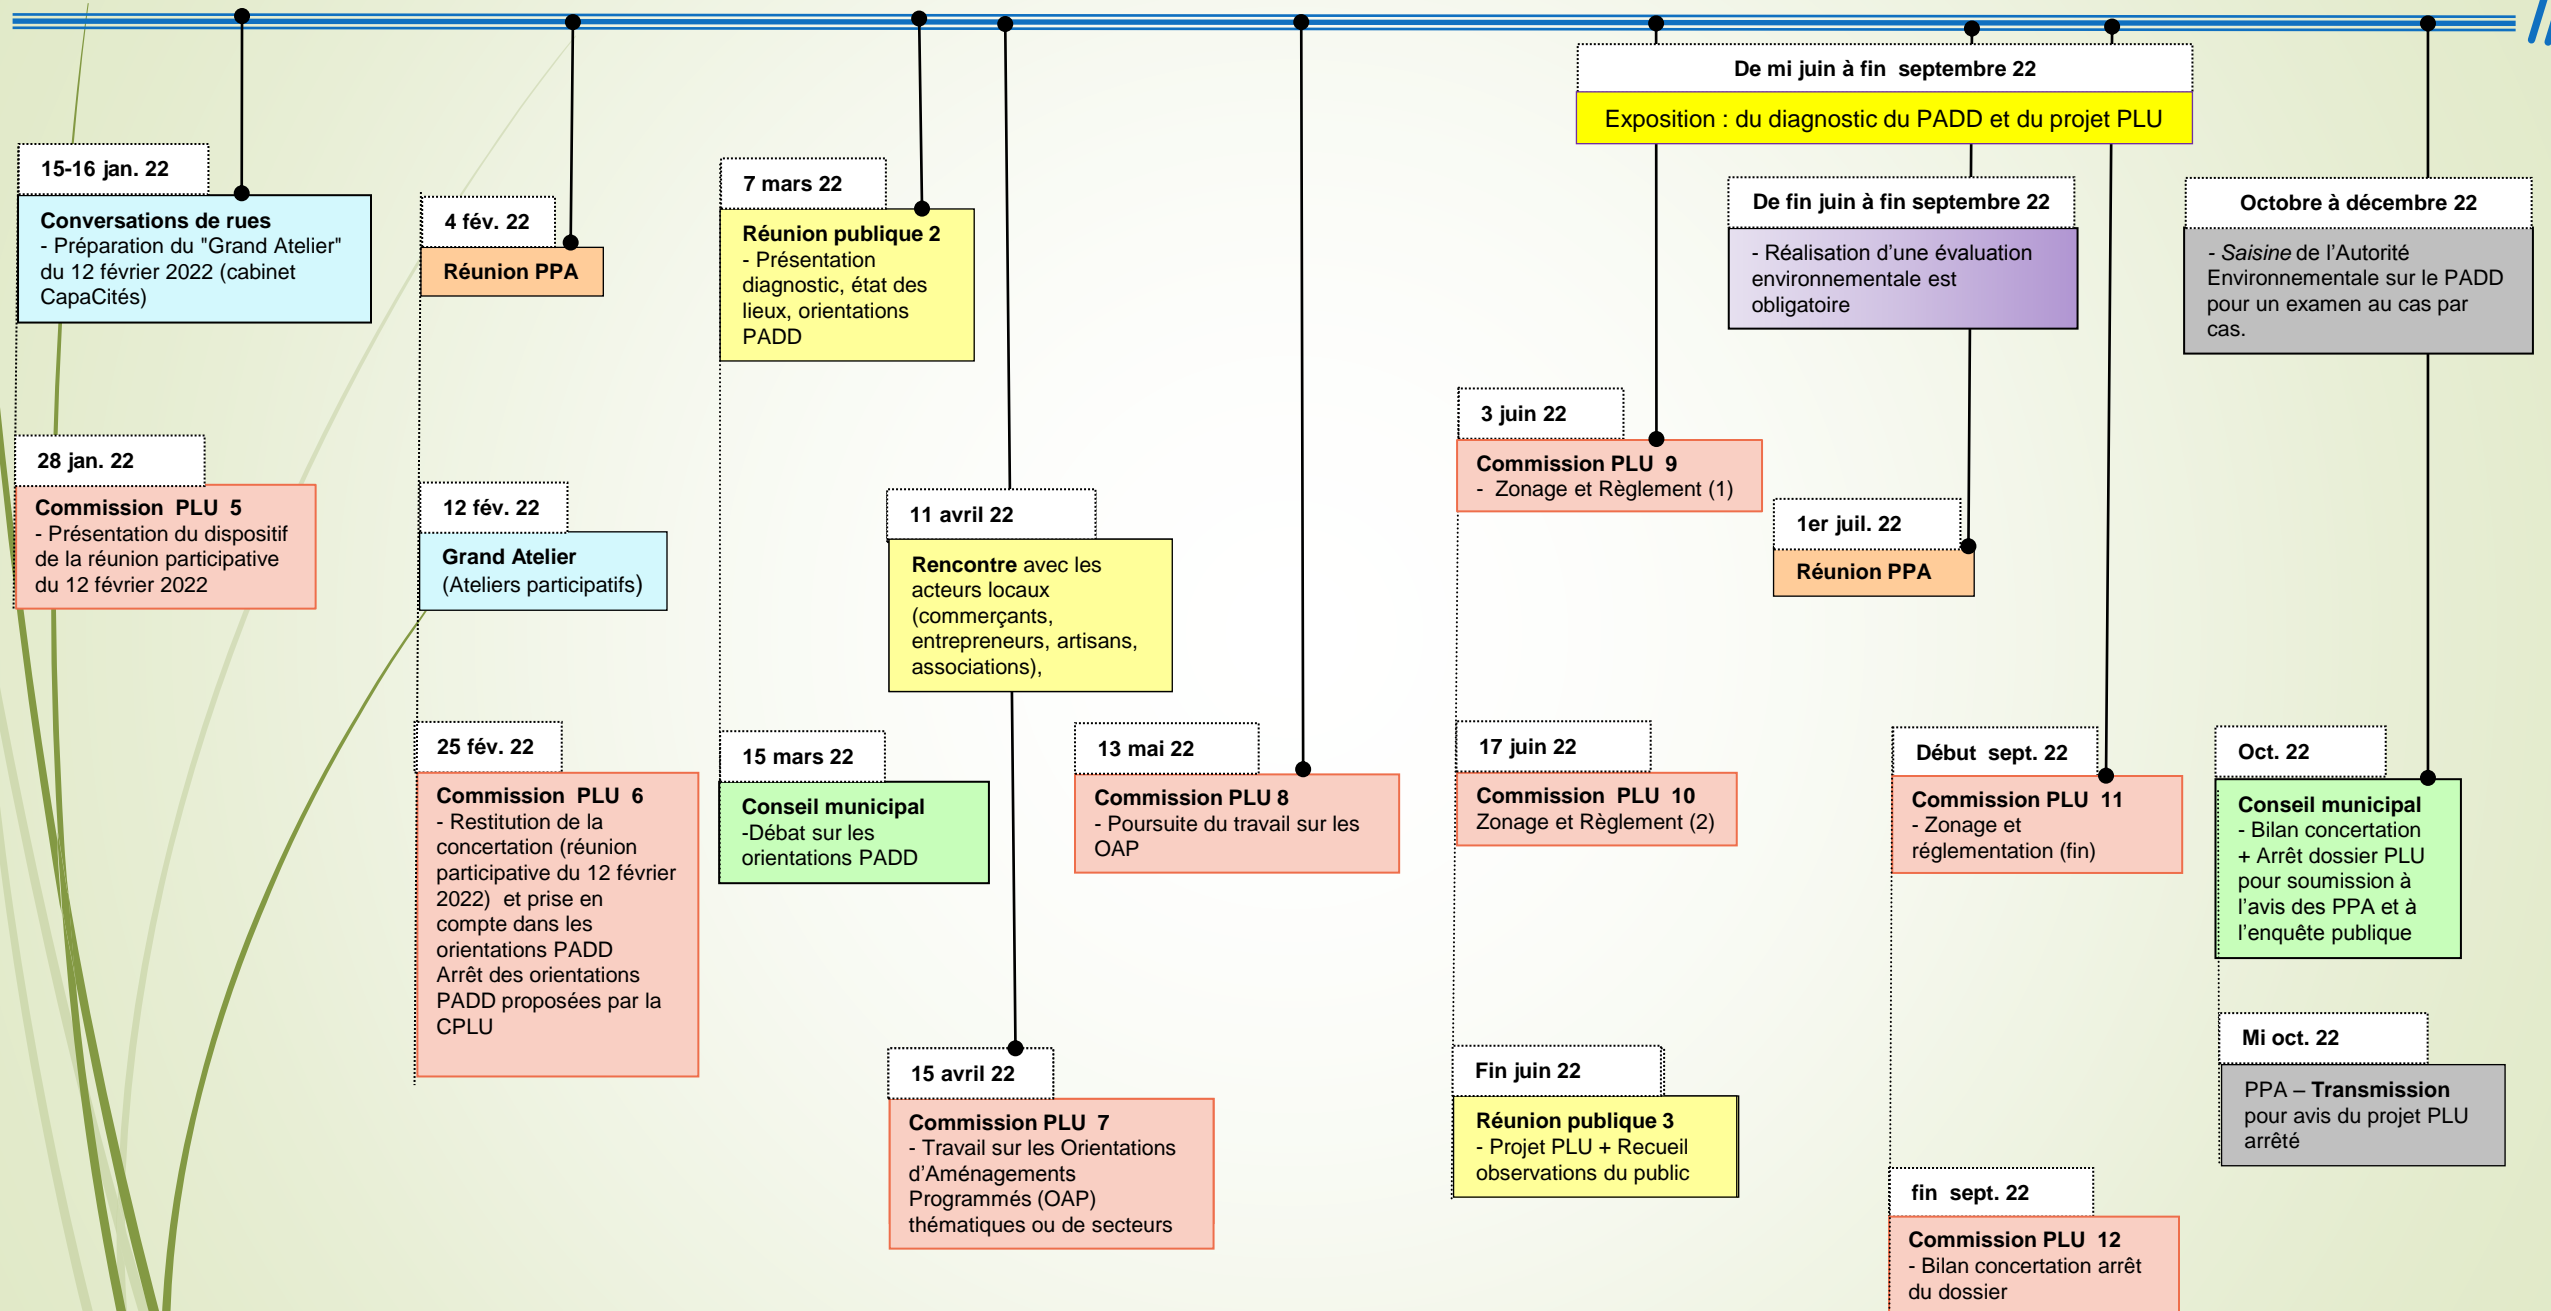 15-16 jan. 22
Conversations de rues
- Préparation du "Grand Atelier"
du 12 février 2022 (cabinet
CapaCités)
28 jan. 22
Commission PLU 5
- Présentation du dispositif
de la réunion participative
du 12 février 2022
4 fév. 22
Réunion PPA
12 fév. 22
Grand Atelier
(Ateliers participatifs)
25 fév. 22
Commission PLU 6
- Restitution de la
concertation (réunion
participative du 12 février
2022) et prise en
compte dans les
orientations PADD
Arrêt des orientations
PADD proposées par la
CPLU
7 mars 22
Réunion publique 2
- Présentation
diagnostic, état des
lieux, orientations
PADD
15 mars 22
Conseil municipal
-Débat sur les
orientations PADD
11 avril 22
Rencontre avec les
acteurs locaux
(commerçants,
entrepreneurs, artisans,
associations),
15 avril 22
Commission PLU 7
- Travail sur les Orientations
d’Aménagements
Programmés (OAP)
thématiques ou de secteurs
13 mai 22
Commission PLU 8
- Poursuite du travail sur les
OAP
De mi juin à fin septembre 22
Exposition : du diagnostic du PADD et du projet PLU
3 juin 22
Commission PLU 9
- Zonage et Règlement (1)
17 juin 22
Commission PLU 10
Zonage et Règlement (2)
Fin juin 22
Réunion publique 3
- Projet PLU + Recueil
observations du public
De fin juin à fin septembre 22
- Réalisation d’une évaluation
environnementale est
obligatoire
1er juil. 22
Réunion PPA
Début sept. 22
Commission PLU 11
- Zonage et
réglementation (fin)
fin sept. 22
Commission PLU 12
- Bilan concertation arrêt
du dossier
Octobre à décembre 22
- Saisine de l’Autorité
Environnementale sur le PADD
pour un examen au cas par
cas.
Oct. 22
Conseil municipal
- Bilan concertation
+ Arrêt dossier PLU
pour soumission à
l’avis des PPA et à
l’enquête publique
Mi oct. 22
PPA – Transmission
pour avis du projet PLU
arrêté